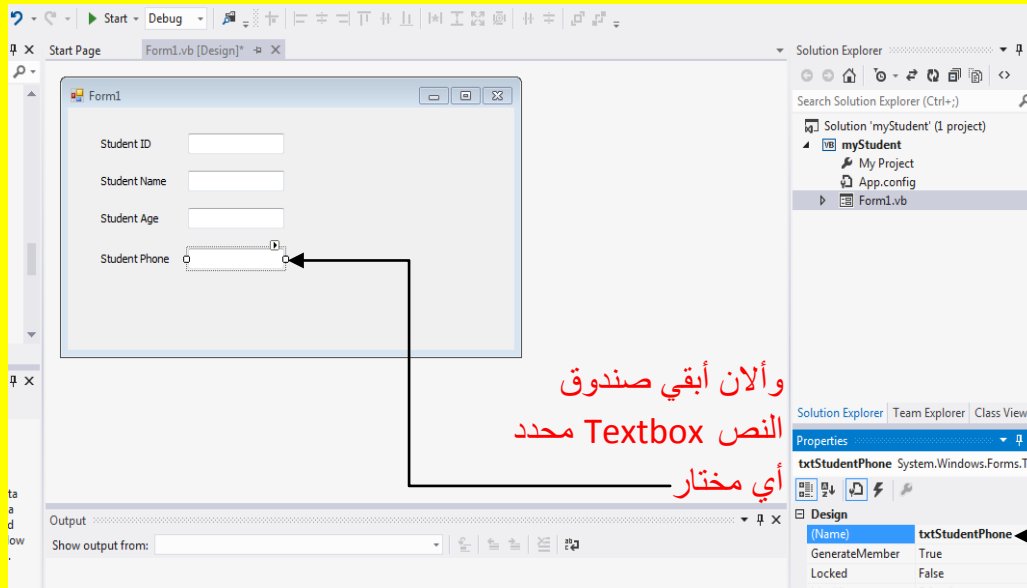 Start
Debug
Start Page
Form1.vb [Design]*
Form1
Student ID
Student Name
Student Age
Student Phone
وألان أبقي صندوق
النص Textbox محدد
أي مختار
ta
a
d
ow
.
Output
Show output from:
Solution Explorer
Search Solution Explorer (Ctrl+;)
Solution 'myStudent' (1 project)
VB myStudent
My Project
App.config
Form1.vb
Solution Explorer Team Explorer Class View
Properties
txtStudentPhone System.Windows.Forms.T
Design
(Name) txtStudentPhone
GenerateMember True
Locked False